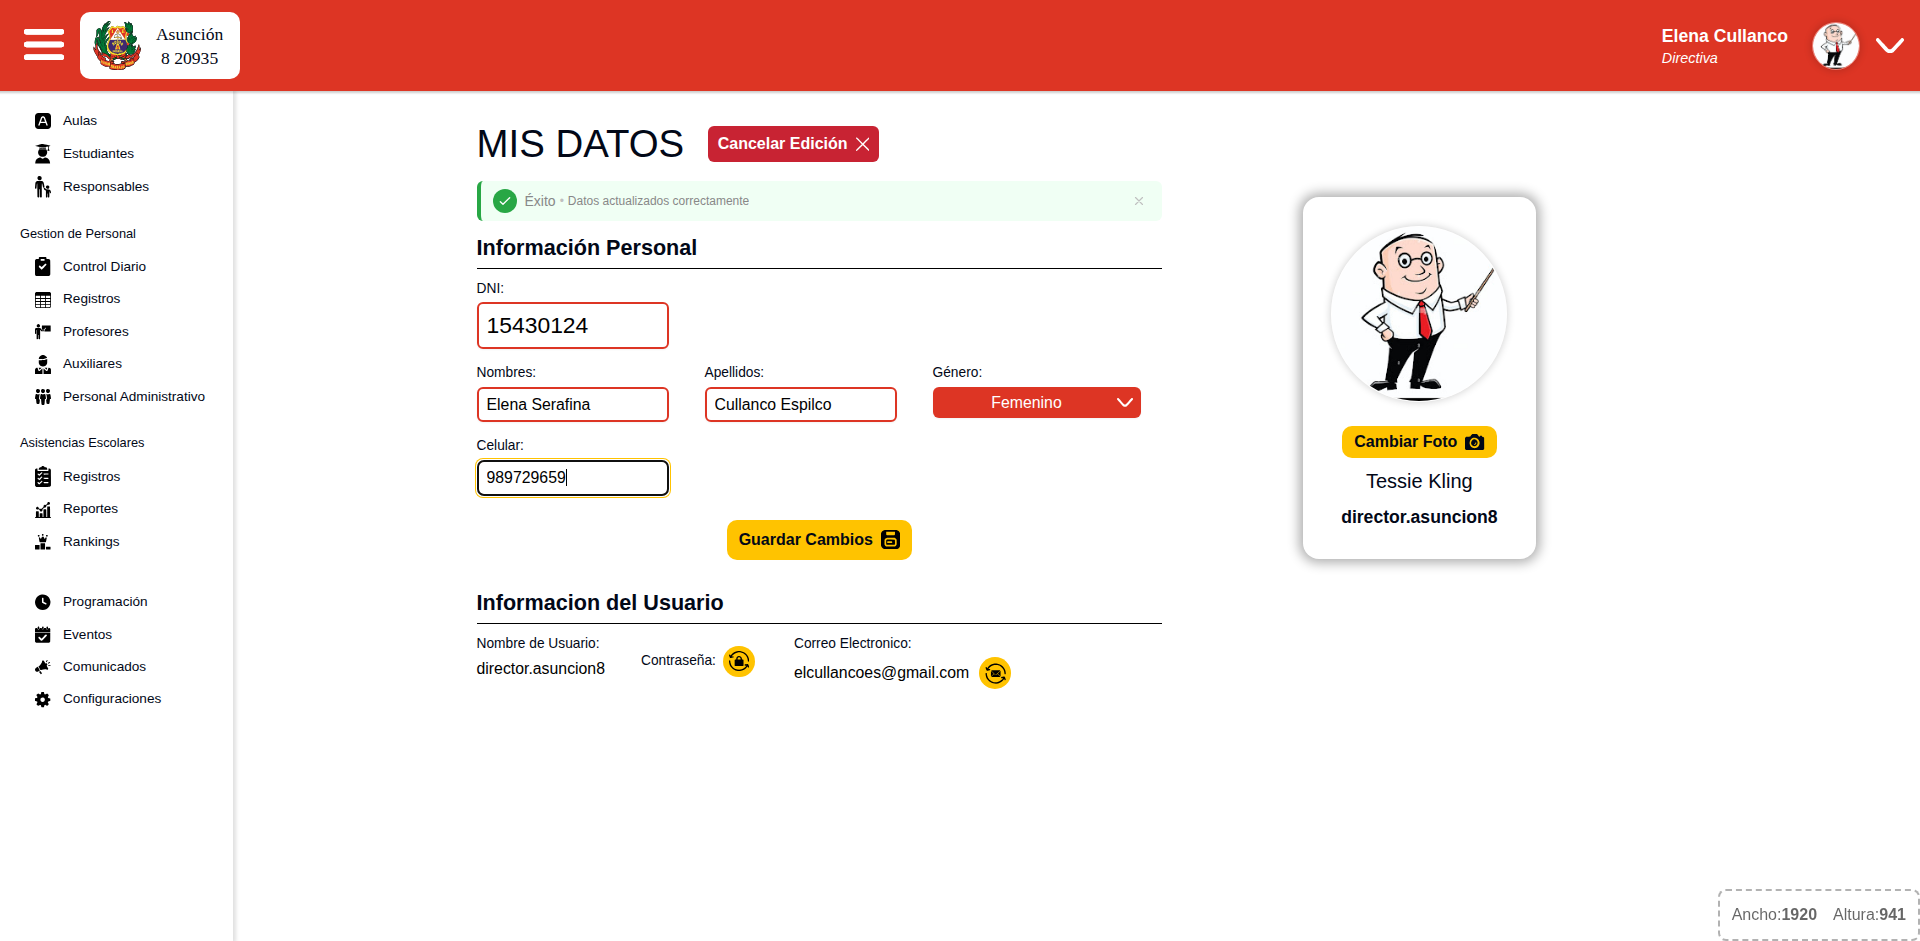 Asunción
8 20935
Elena Cullanco
Directiva
Aulas
Estudiantes
Responsables
Gestion de Personal
Control Diario
Registros
Profesores
Auxiliares
Personal Administrativo
Asistencias Escolares
Registros
Reportes
Rankings
Programación
Eventos
Comunicados
Configuraciones
MIS DATOS
Cancelar Edición
Éxito • Datos actualizados correctamente
Información Personal
DNI:
15430124
Nombres:
Elena Serafina
Apellidos:
Cullanco Espilco
Género:
Femenino
Celular:
989729659
Guardar Cambios
Informacion del Usuario
Nombre de Usuario:
director.asuncion8
Contraseña:
Correo Electronico:
elcullancoes@gmail.com
Cambiar Foto
Tessie Kling
director.asuncion8
Ancho:1920 Altura:941